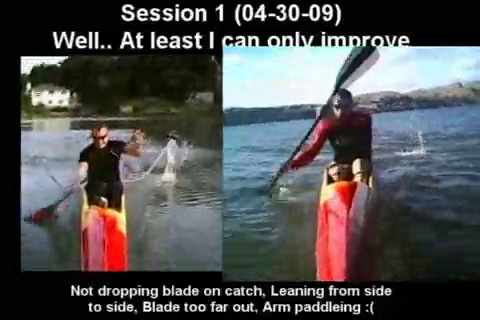 Session 1 (04-30-09)
Well.. At least I can only improve
Not dropping blade on catch, Leaning from side
to side, Blade too far out, Arm paddleing :(